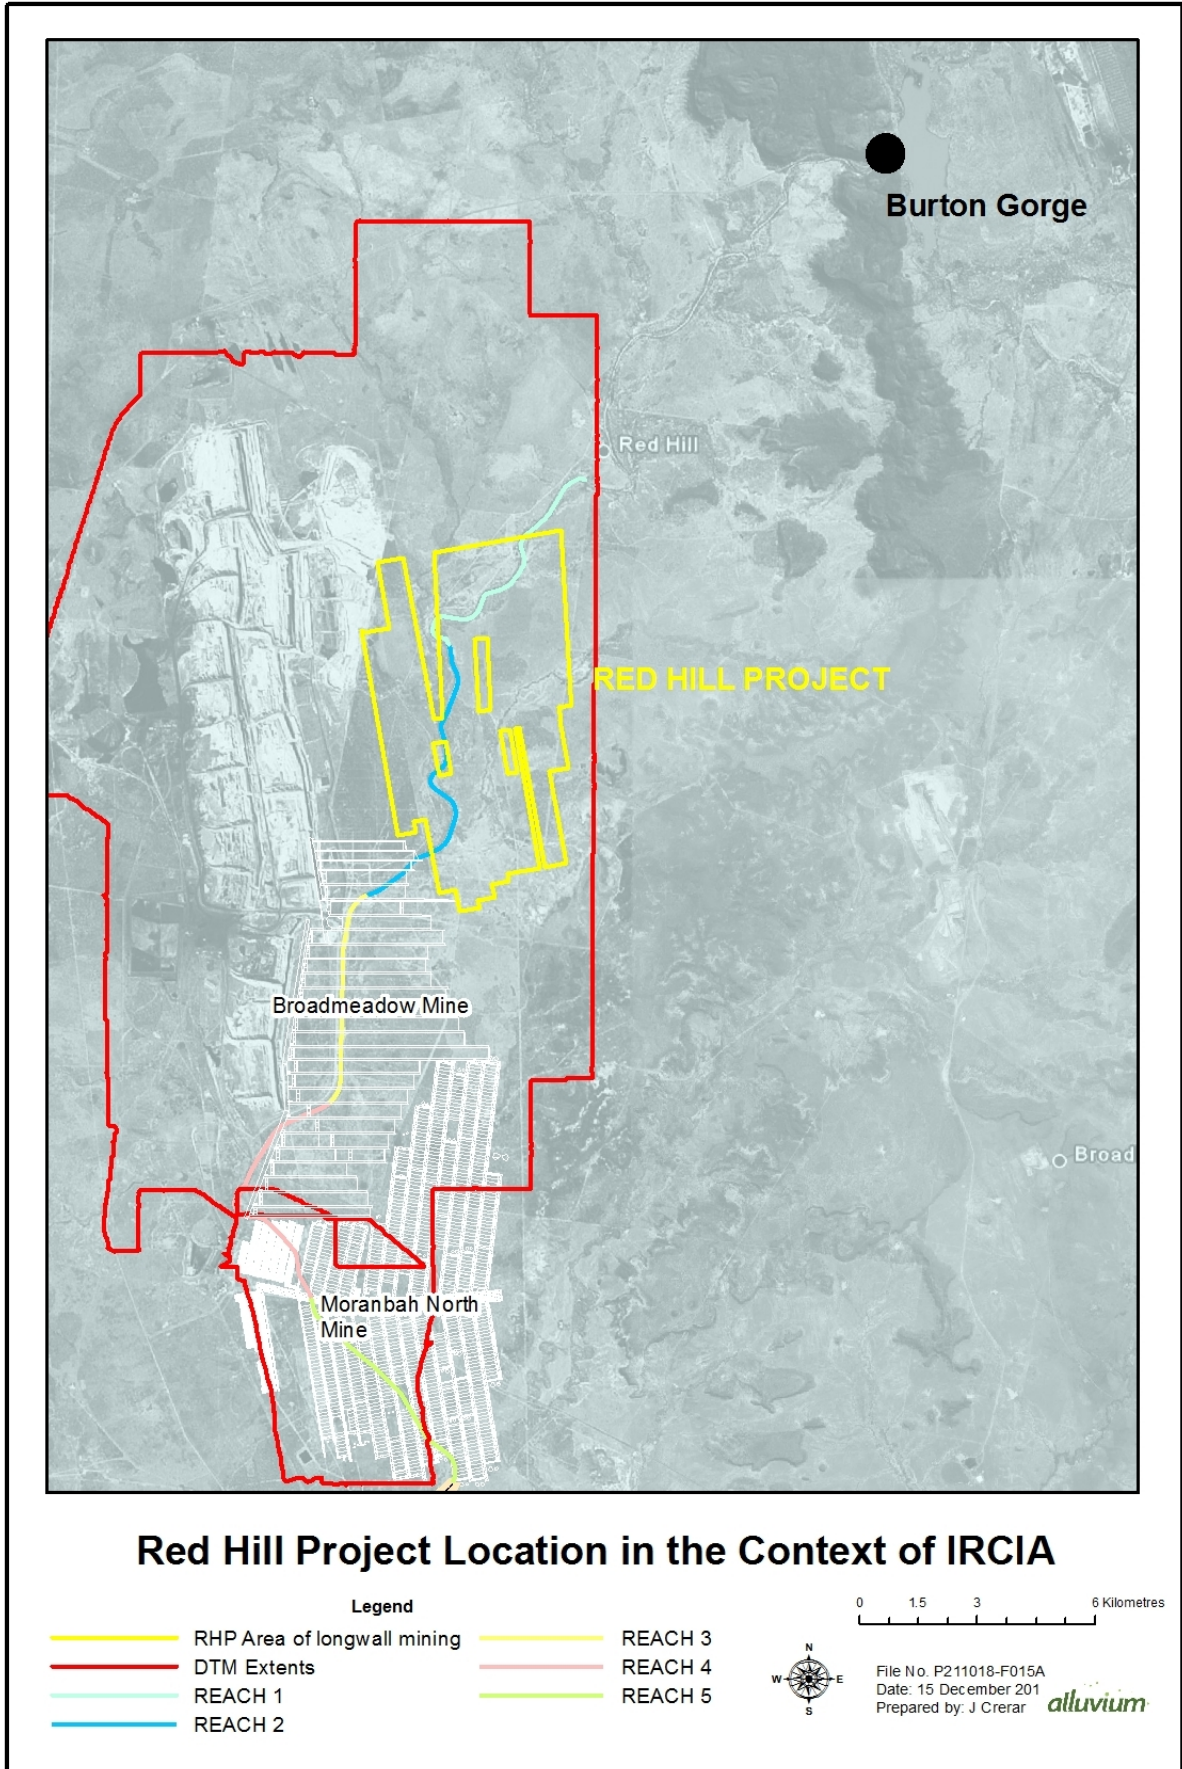 Burton Gorge
Red Hill
RED HILL PROJECT
Broadmeadow Mine
Broad
Moranbah North
Mine
Red Hill Project Location in the Context of IRCIA
Legend
RHP Area of longwall mining
DTM Extents
REACH 1
REACH 2
REACH 3
REACH 4
REACH 5
0 1.5 3 6 Kilometres
N
W E
S
File No. P211018-F015A
Date: 15 December 201
Prepared by: J Crerar
alluvium